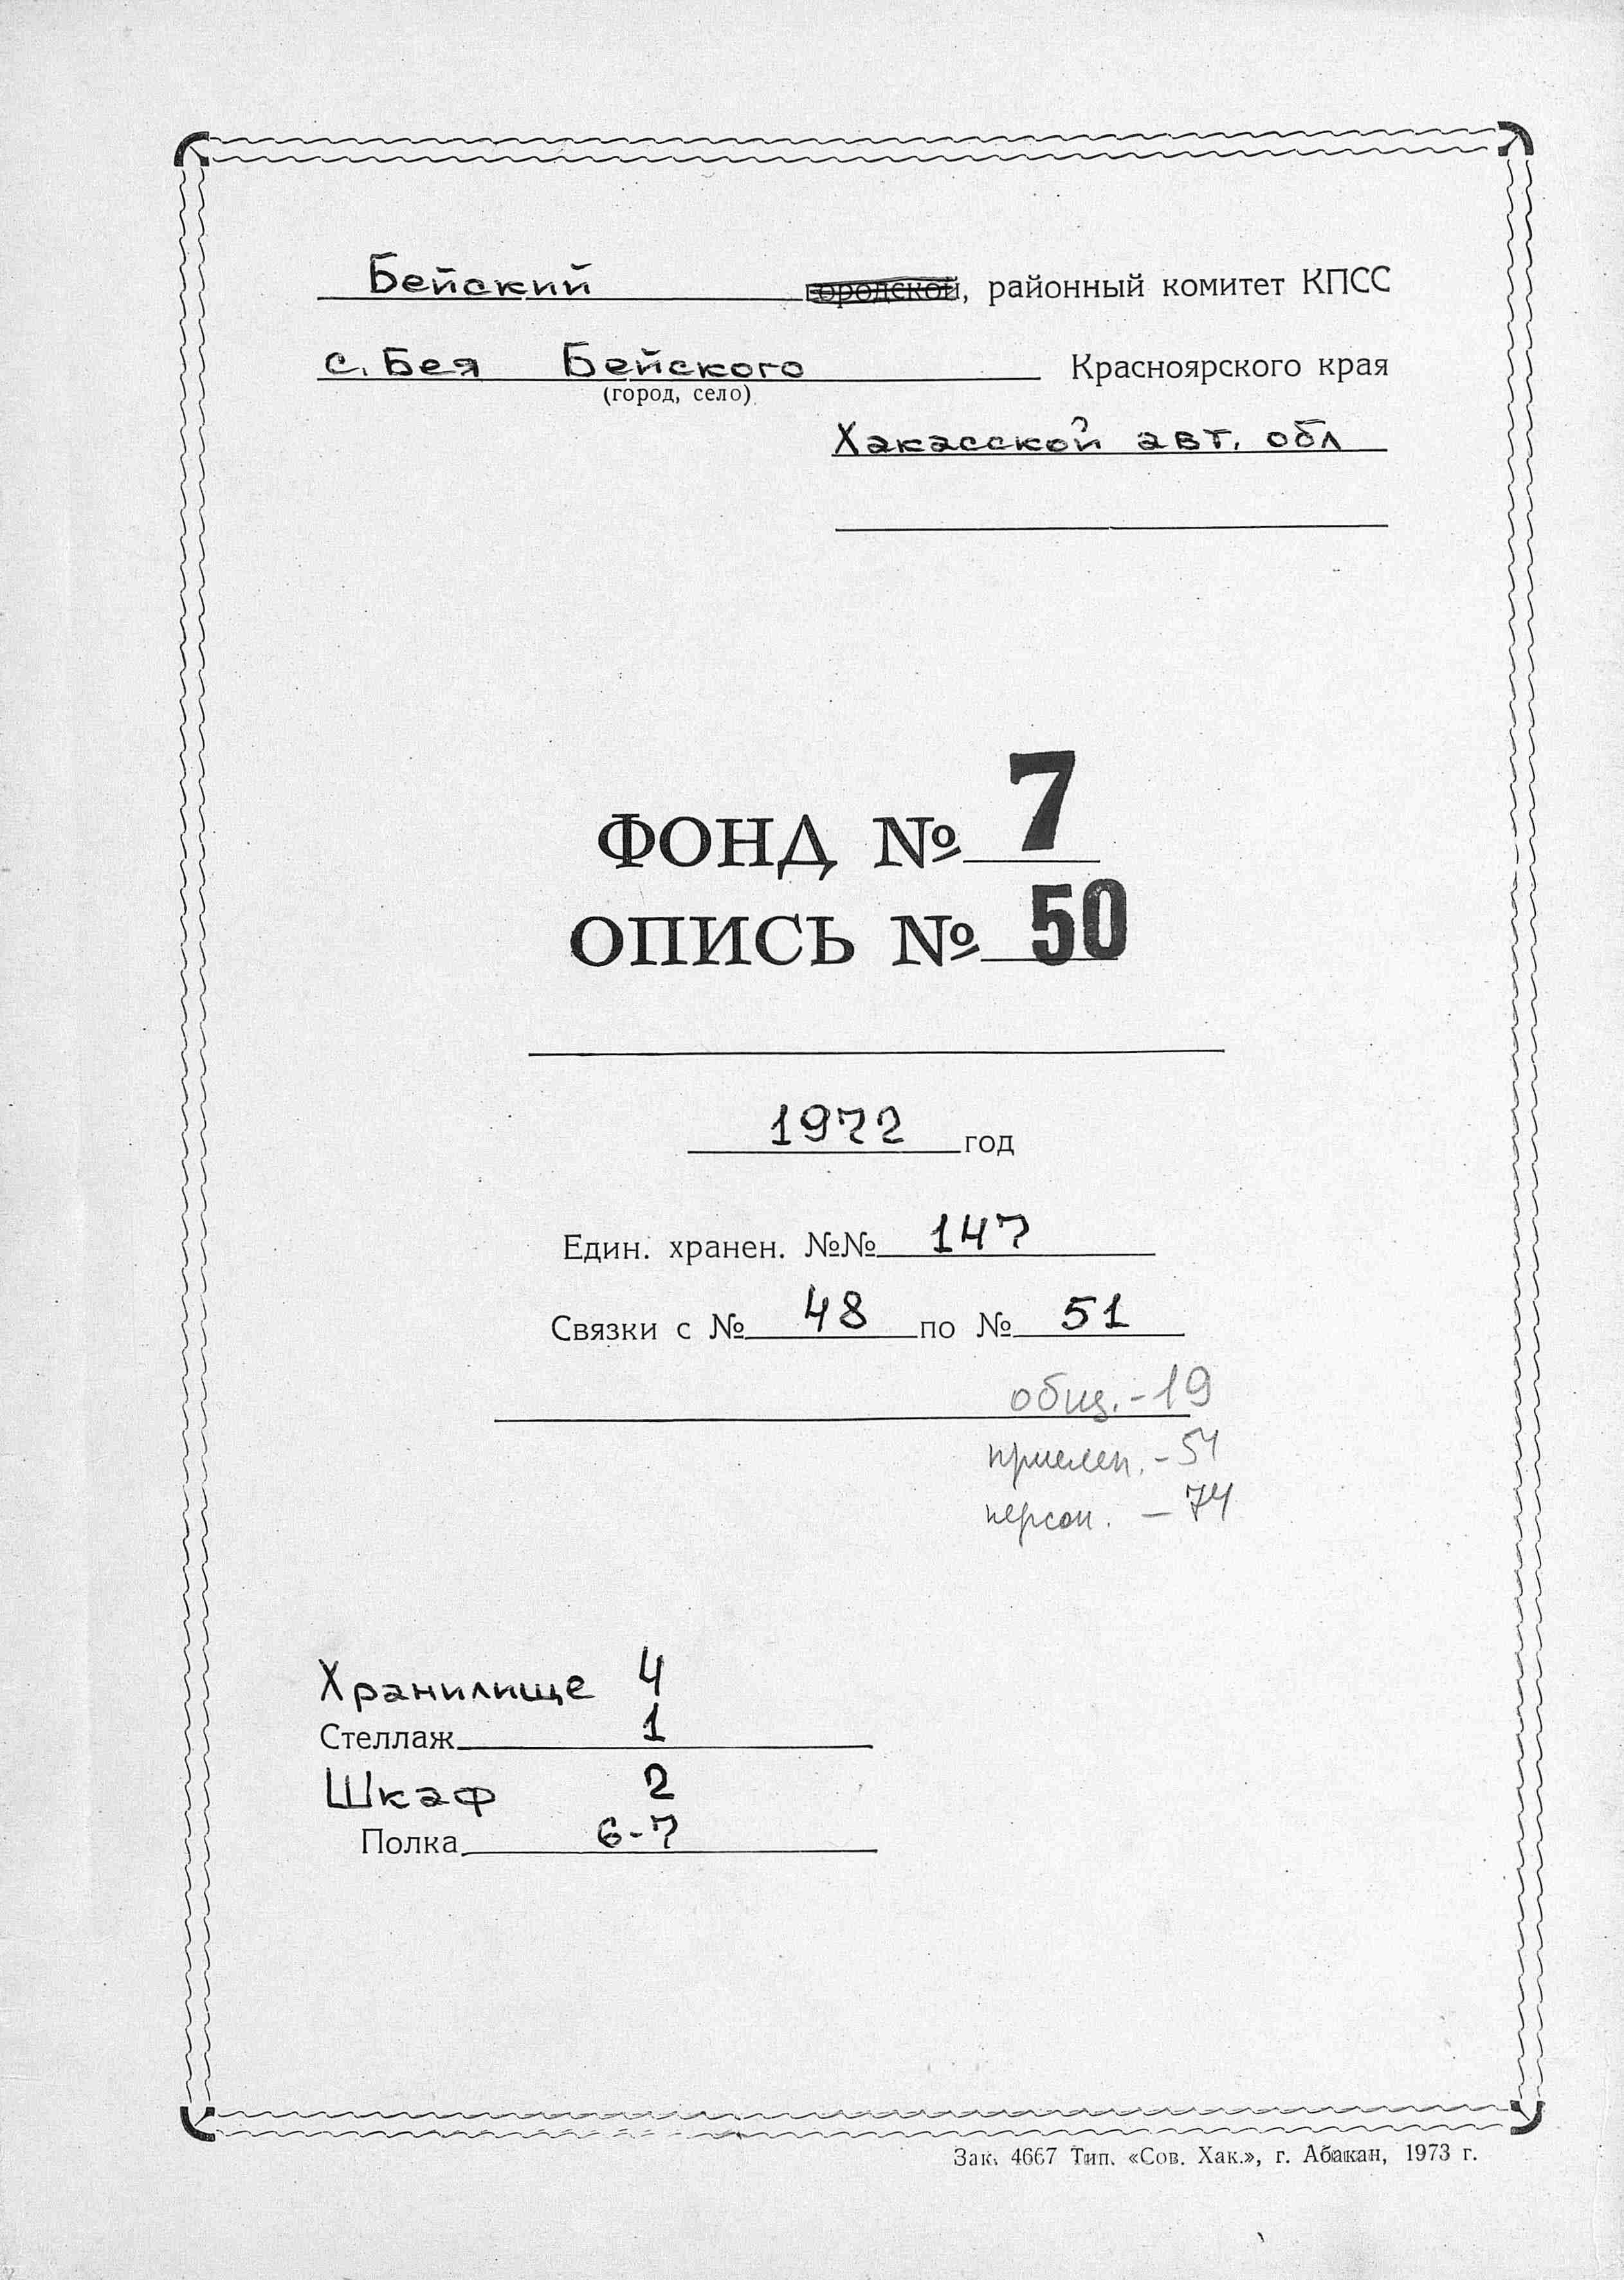 Бейский городской, районный комитет КПСС
с. Бея Бейского Красноярского края
(город, село)
Хакасской авт. обл
ФОНД № 7
ОПИСЬ № 50
1972 год
Един. хранен. №№ 147
Связки с № 48 по № 51
общ. - 19
приемн. - 54
персон. - 74
Хранилище 4
Стеллаж 1
Шкаф 2
Полка 6-7
Зак. 4667 Тип. «Сов. Хак.», г. Абакан, 1973 г.